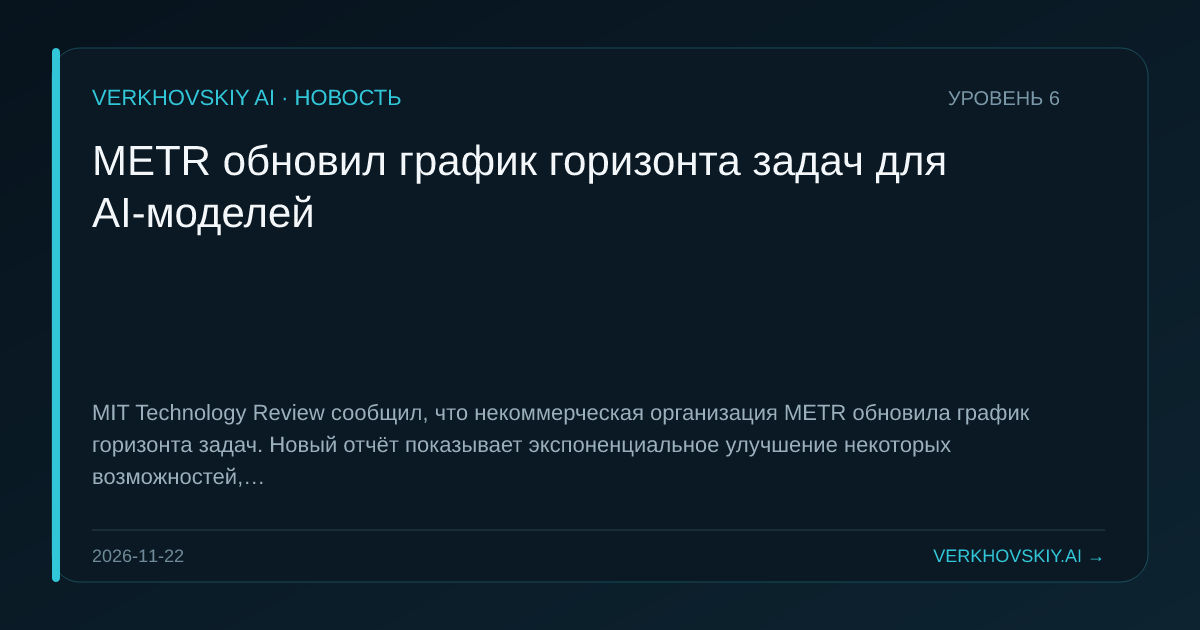 VERKHOVSKIY AI · НОВОСТЬ
УРОВЕНЬ 6
METR обновил график горизонта задач для
AI-моделей
MIT Technology Review сообщил, что некоммерческая организация METR обновила график
горизонта задач. Новый отчёт показывает экспоненциальное улучшение некоторых
возможностей,…
2026-11-22
VERKHOVSKIY.AI →